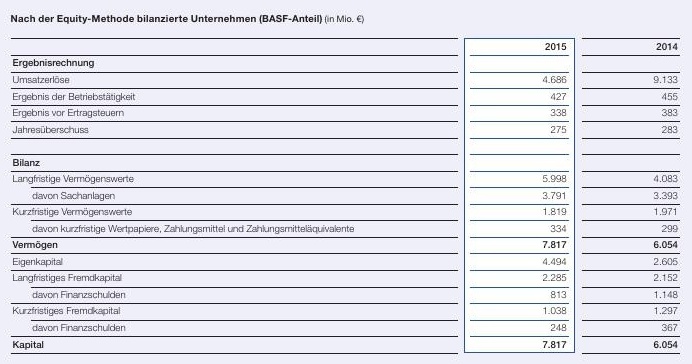 Nach der Equity-Methode bilanzierte Unternehmen (BASF-Anteil) (in Mio. €)
2015 2014
Ergebnisrechnung
Umsatzerlöse 4.686 9.133
Ergebnis der Betriebstätigkeit 427 455
Ergebnis vor Ertragsteuern 338 383
Jahresüberschuss 275 283
Bilanz
Langfristige Vermögenswerte 5.998 4.083
davon Sachanlagen 3.791 3.393
Kurzfristige Vermögenswerte 1.819 1.971
davon kurzfristige Wertpapiere, Zahlungsmittel und Zahlungsmitteläquivalente 334 299
Vermögen 7.817 6.054
Eigenkapital 4.494 2.605
Langfristiges Fremdkapital 2.285 2.152
davon Finanzschulden 813 1.148
Kurzfristiges Fremdkapital 1.038 1.297
davon Finanzschulden 248 367
Kapital 7.817 6.054